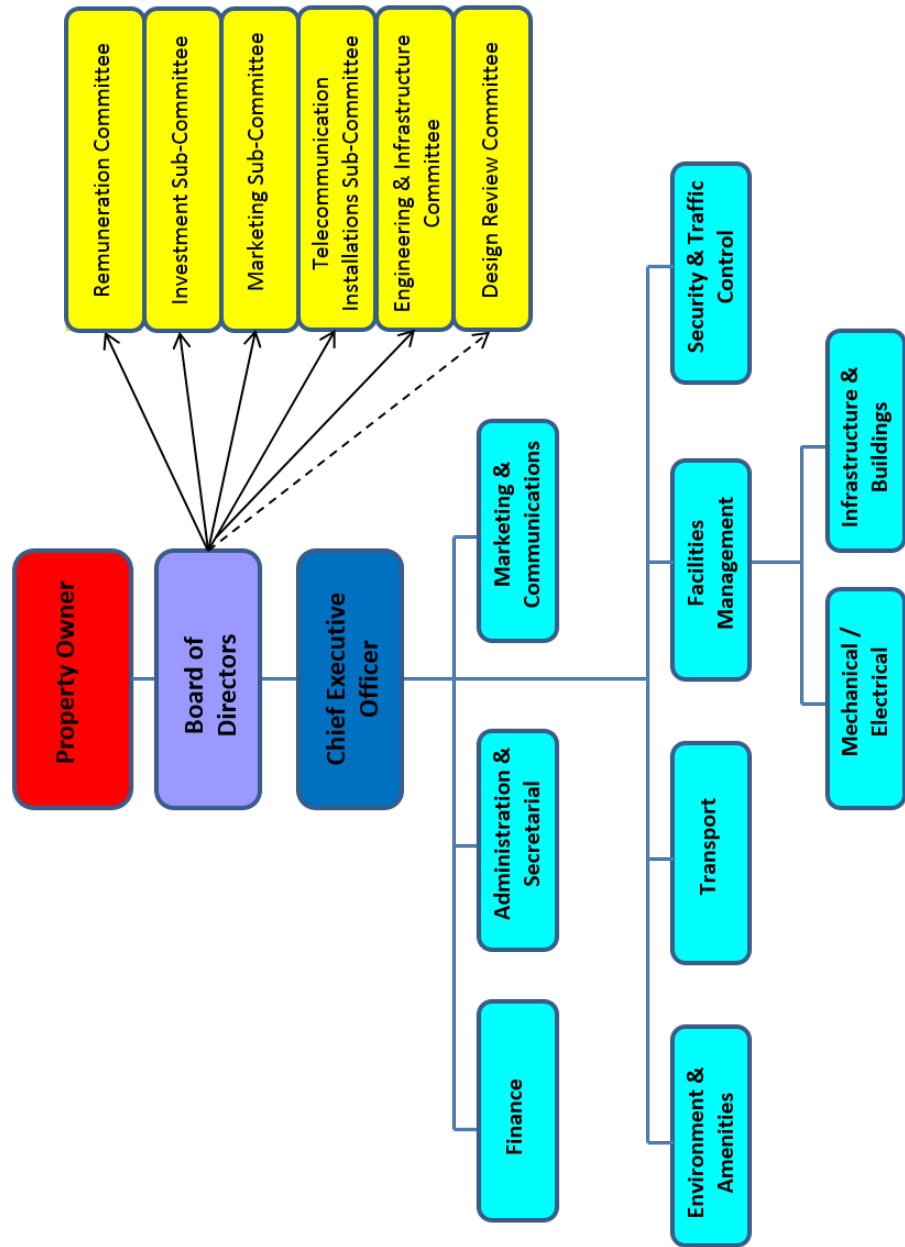 Property Owner
Board of
Directors
Chief Executive
Officer
Remuneration Committee
Investment Sub-Committee
Marketing Sub-Committee
Telecommunication
Installations Sub-Committee
Engineering & Infrastructure
Committee
Design Review Committee
Finance
Administration &
Secretarial
Marketing &
Communications
Environment &
Amenities
Transport
Facilities
Management
Security & Traffic
Control
Mechanical /
Electrical
Infrastructure &
Buildings